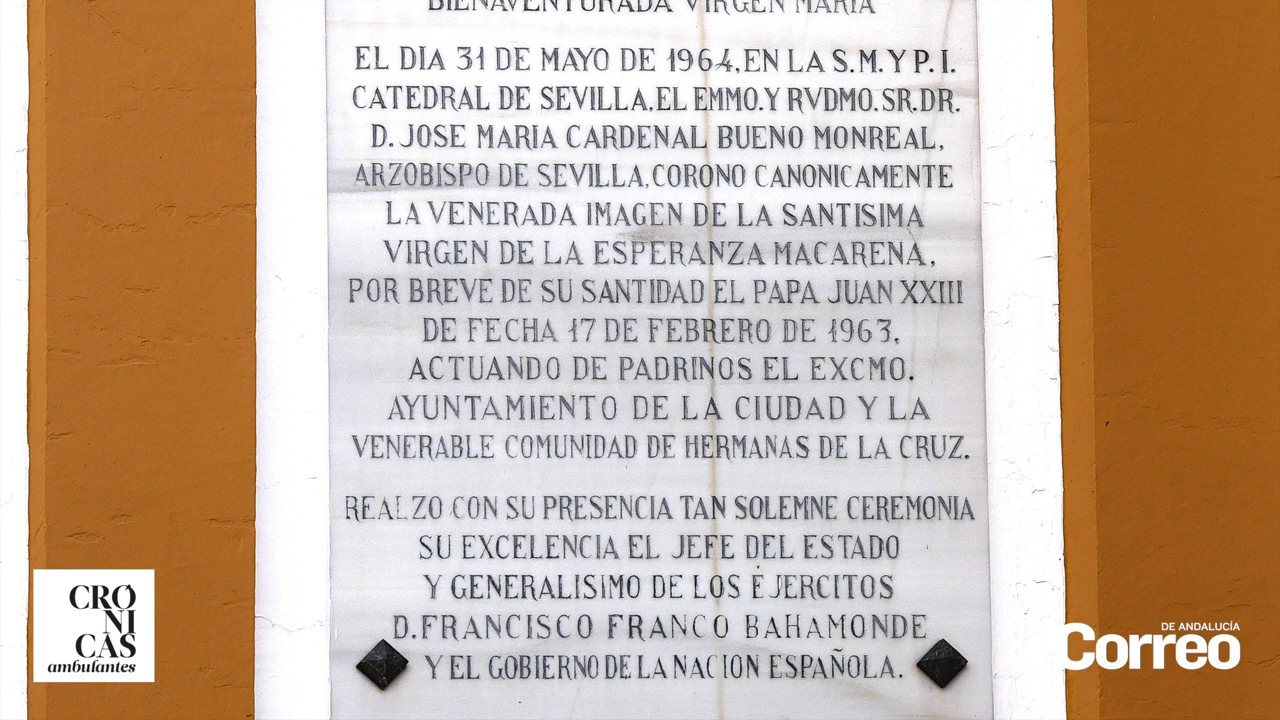 BIENAVENTURADA VIRGEN MARIA
EL DIA 31 DE MAYO DE 1964, EN LA S.M. Y P. I.
CATEDRAL DE SEVILLA, EL EMMO. Y RVDMO. SR. DR.
D. JOSE MARIA CARDENAL BUENO MONREAL,
ARZOBISPO DE SEVILLA, CORONO CANONICAMENTE
LA VENERADA IMAGEN DE LA SANTISIMA
VIRGEN DE LA ESPERANZA MACARENA,
POR BREVE DE SU SANTIDAD EL PAPA JUAN XXIII
DE FECHA 17 DE FEBRERO DE 1963,
ACTUANDO DE PADRINOS EL EXCMO.
AYUNTAMIENTO DE LA CIUDAD Y LA
VENERABLE COMUNIDAD DE HERMANAS DE LA CRUZ.
REALZO CON SU PRESENCIA TAN SOLEMNE CEREMONIA
SU EXCELENCIA EL JEFE DEL ESTADO
Y GENERALISIMO DE LOS ÉJERCITOS
D. FRANCISCO FRANCO BAHAMONDE
Y EL GOBIERNO DE LA NACION ESPAÑOLA.
CRÓ
NI
CAS
ambulantes
DE ANDALUCÍA
Correo